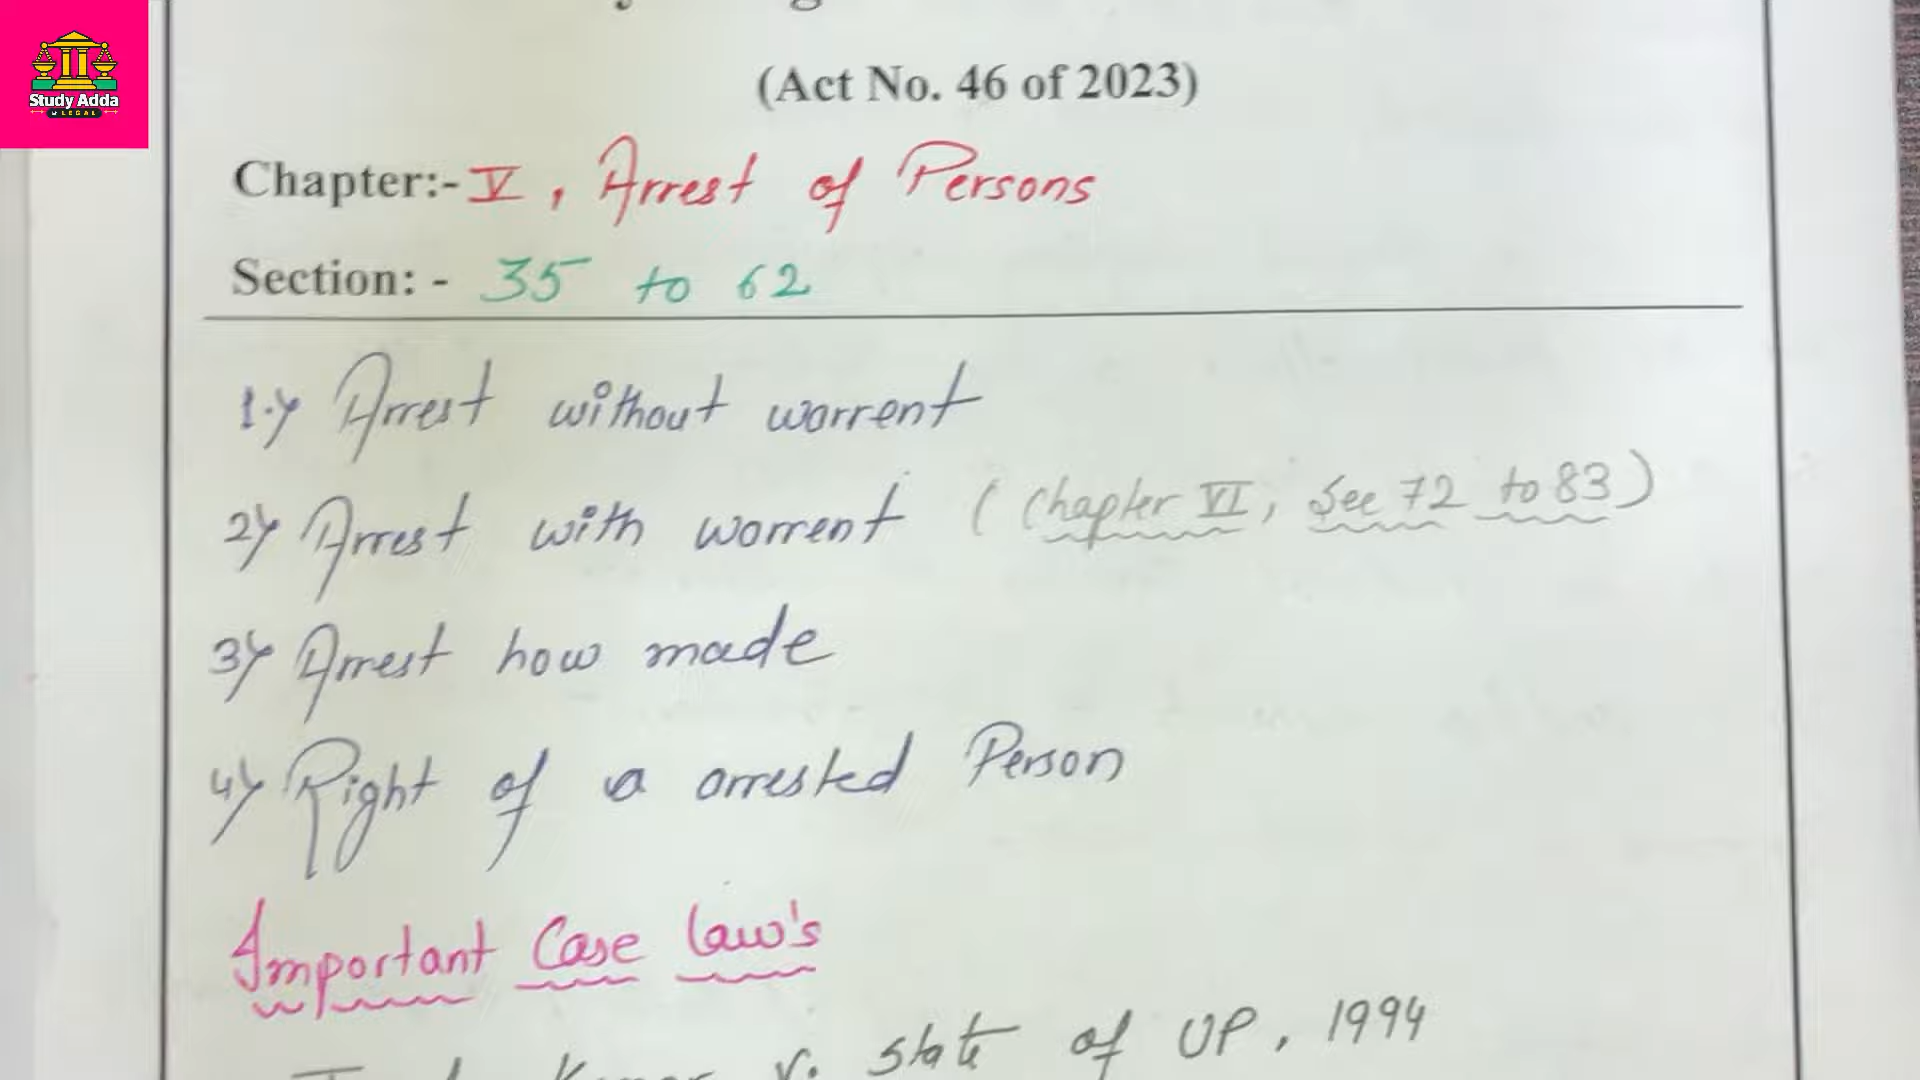 Study Adda
LEGAL
(Act No. 46 of 2023)
Chapter:- V, Arrest of Persons
Section: - 35 to 62
1.) Arrest without worrent
2) Arrest with worrent (Chapter VI, Sec 72 to 83)
3) Arrest how made
4) Right of a arrested Person
Important Case law's
Kumar v. State of UP, 1994